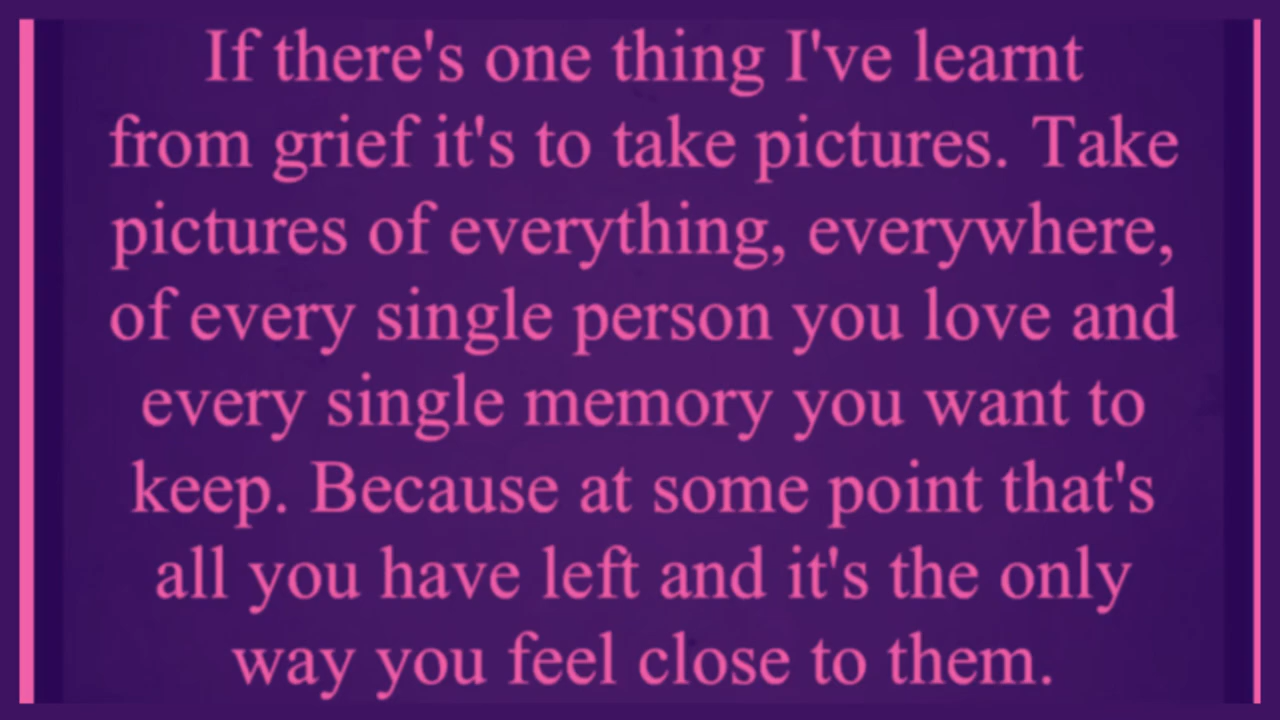 If there's one thing I've learnt
from grief it's to take pictures. Take
pictures of everything, everywhere,
of every single person you love and
every single memory you want to
keep. Because at some point that's
all you have left and it's the only
way you feel close to them.